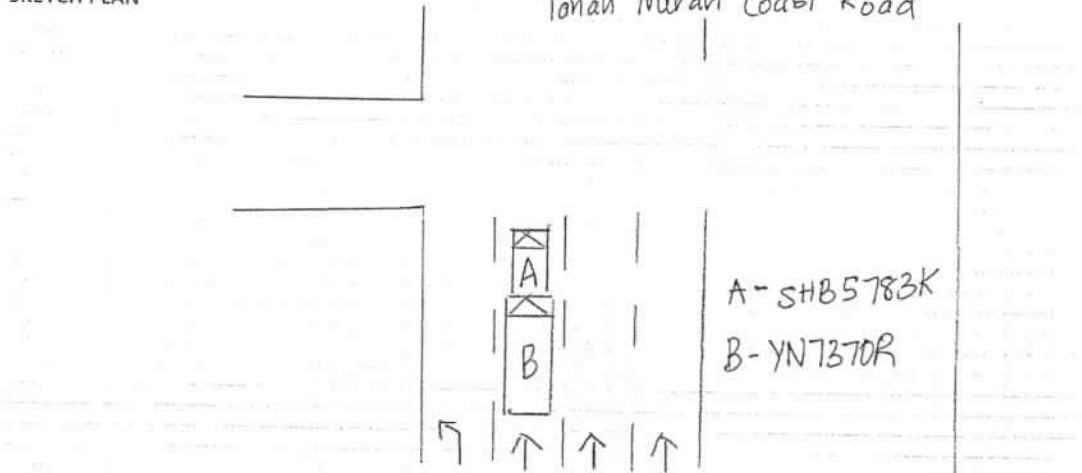 SKETCH PLAN
Tanah Merah Coast Road
A
B
A - SHB5783K
B - YN7370R